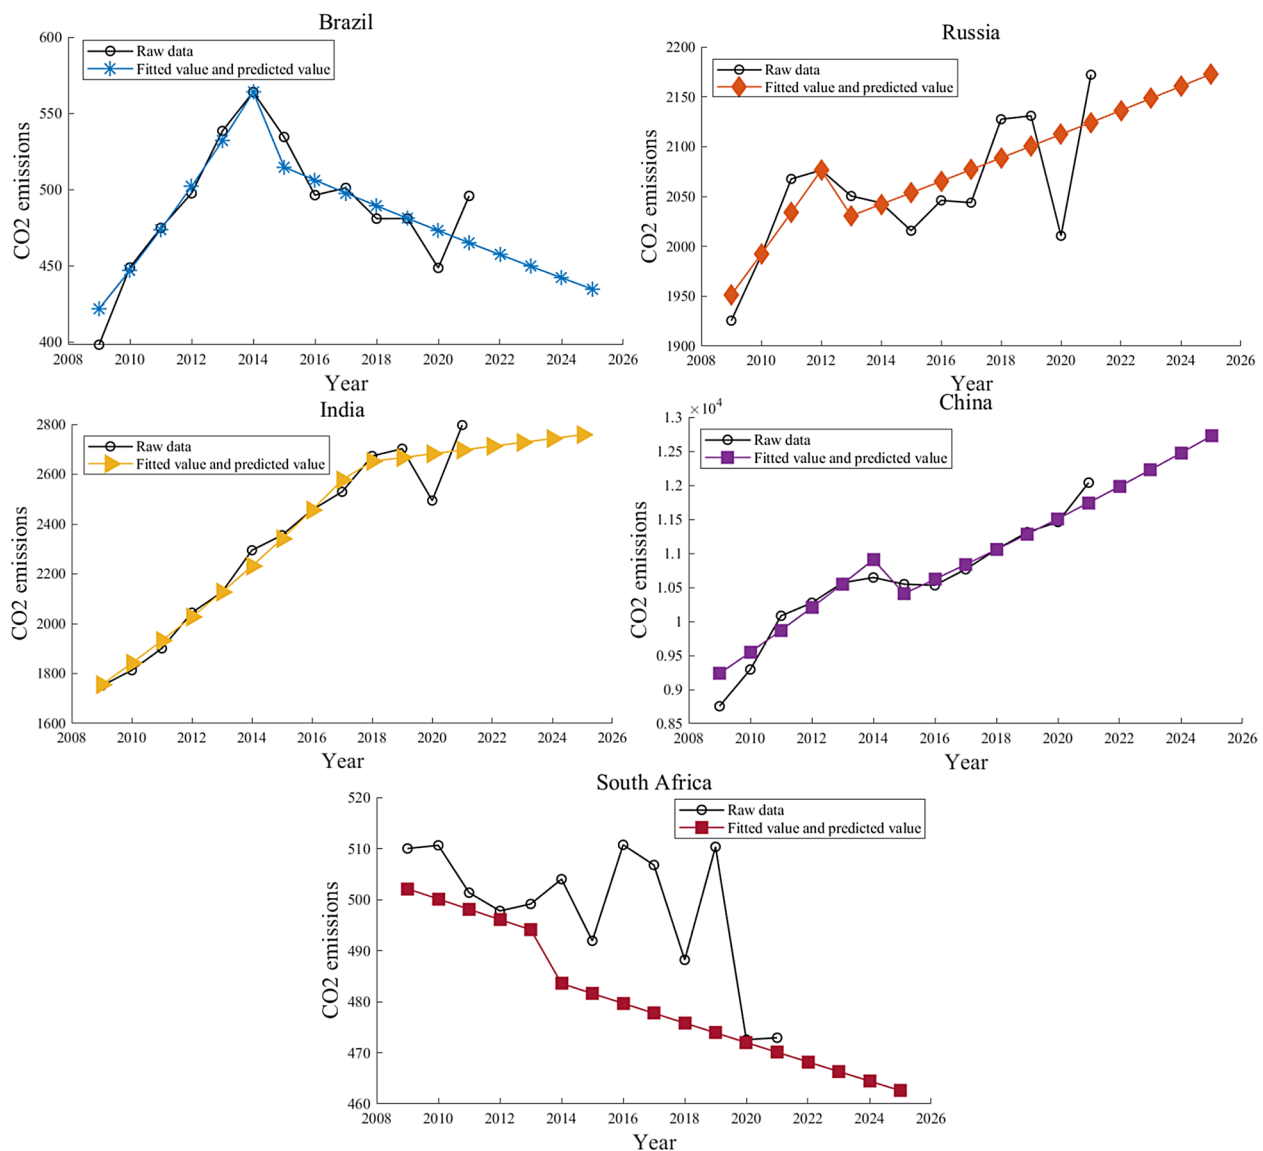 Brazil
600
550
500
450
400
Raw data
Fitted value and predicted value
CO2 emissions
2008 2010 2012 2014 2016 2018 2020 2022 2024 2026
Year
Russia
2200
2150
2100
2050
2000
1950
1900
Raw data
Fitted value and predicted value
CO2 emissions
2008 2010 2012 2014 2016 2018 2020 2022 2024 2026
Year
India
2800
2600
2400
2200
2000
1800
1600
Raw data
Fitted value and predicted value
CO2 emissions
2008 2010 2012 2014 2016 2018 2020 2022 2024 2026
Year
China
×10⁴
1.3
1.25
1.2
1.15
1.1
1.05
1
0.95
0.9
0.85
Raw data
Fitted value and predicted value
CO2 emissions
2008 2010 2012 2014 2016 2018 2020 2022 2024 2026
Year
South Africa
520
510
500
490
480
470
460
Raw data
Fitted value and predicted value
CO2 emissions
2008 2010 2012 2014 2016 2018 2020 2022 2024 2026
Year